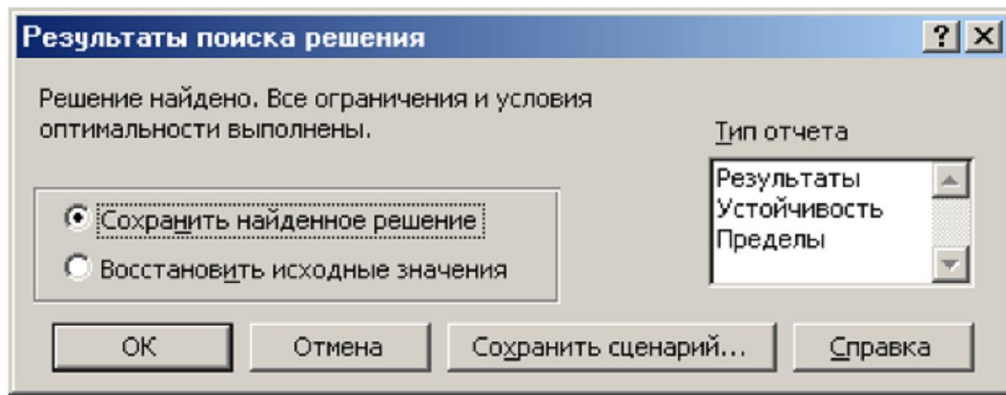 Результаты поиска решения
Решение найдено. Все ограничения и условия
оптимальности выполнены.
Тип отчета
Результаты
Устойчивость
Пределы
Сохранить найденное решение
Восстановить исходные значения
ОК
Отмена
Сохранить сценарий...
Справка